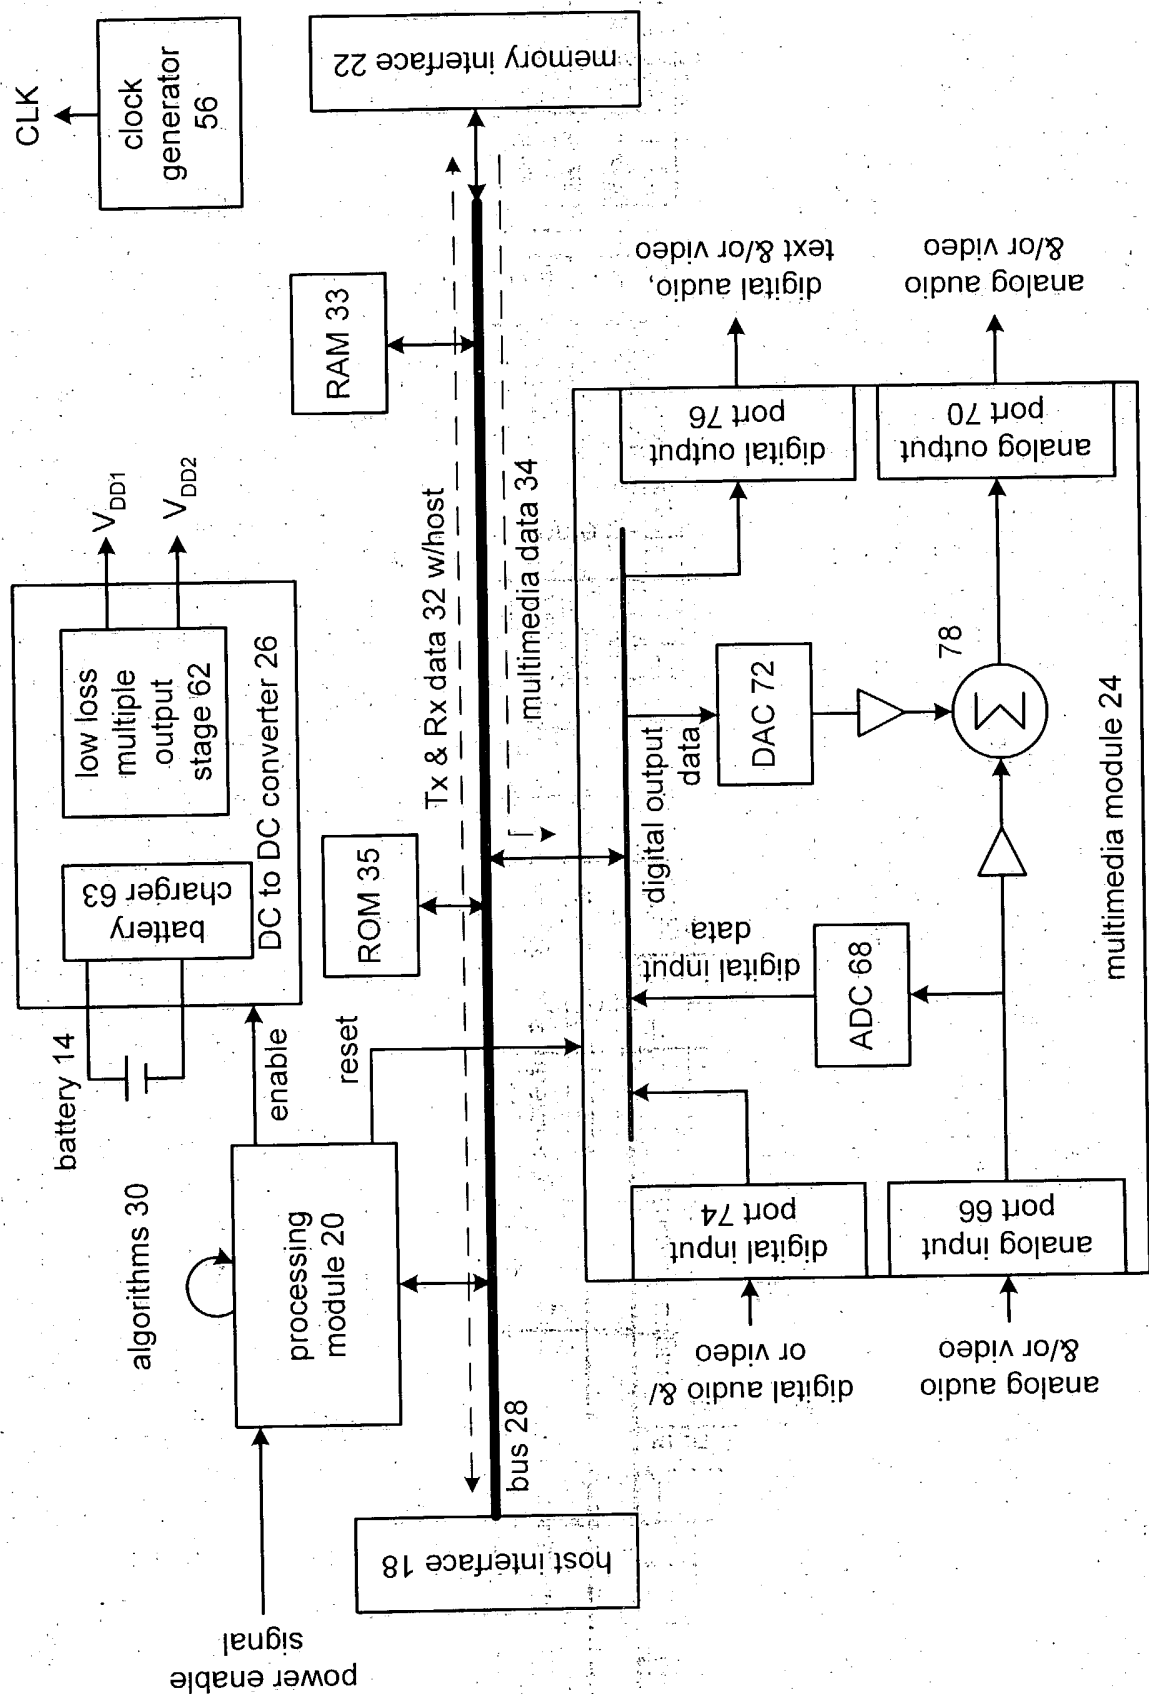 CLK
clock
generator
56
memory interface 22
RAM 33
V_DD1
V_DD2
low loss
multiple
output
stage 62
battery
charger 63
DC to DC converter 26
battery 14
enable
reset
algorithms 30
processing
module 20
power enable
signal
ROM 35
Tx & Rx data 32 w/host
multimedia data 34
bus 28
host interface 18
digital audio,
text &/or video
analog audio
&/or video
digital output
port 76
analog output
port 70
78
Σ
DAC 72
digital output
data
digital input
data
ADC 68
multimedia module 24
digital input
port 74
analog input
port 66
digital audio &/
or video
analog audio
&/or video